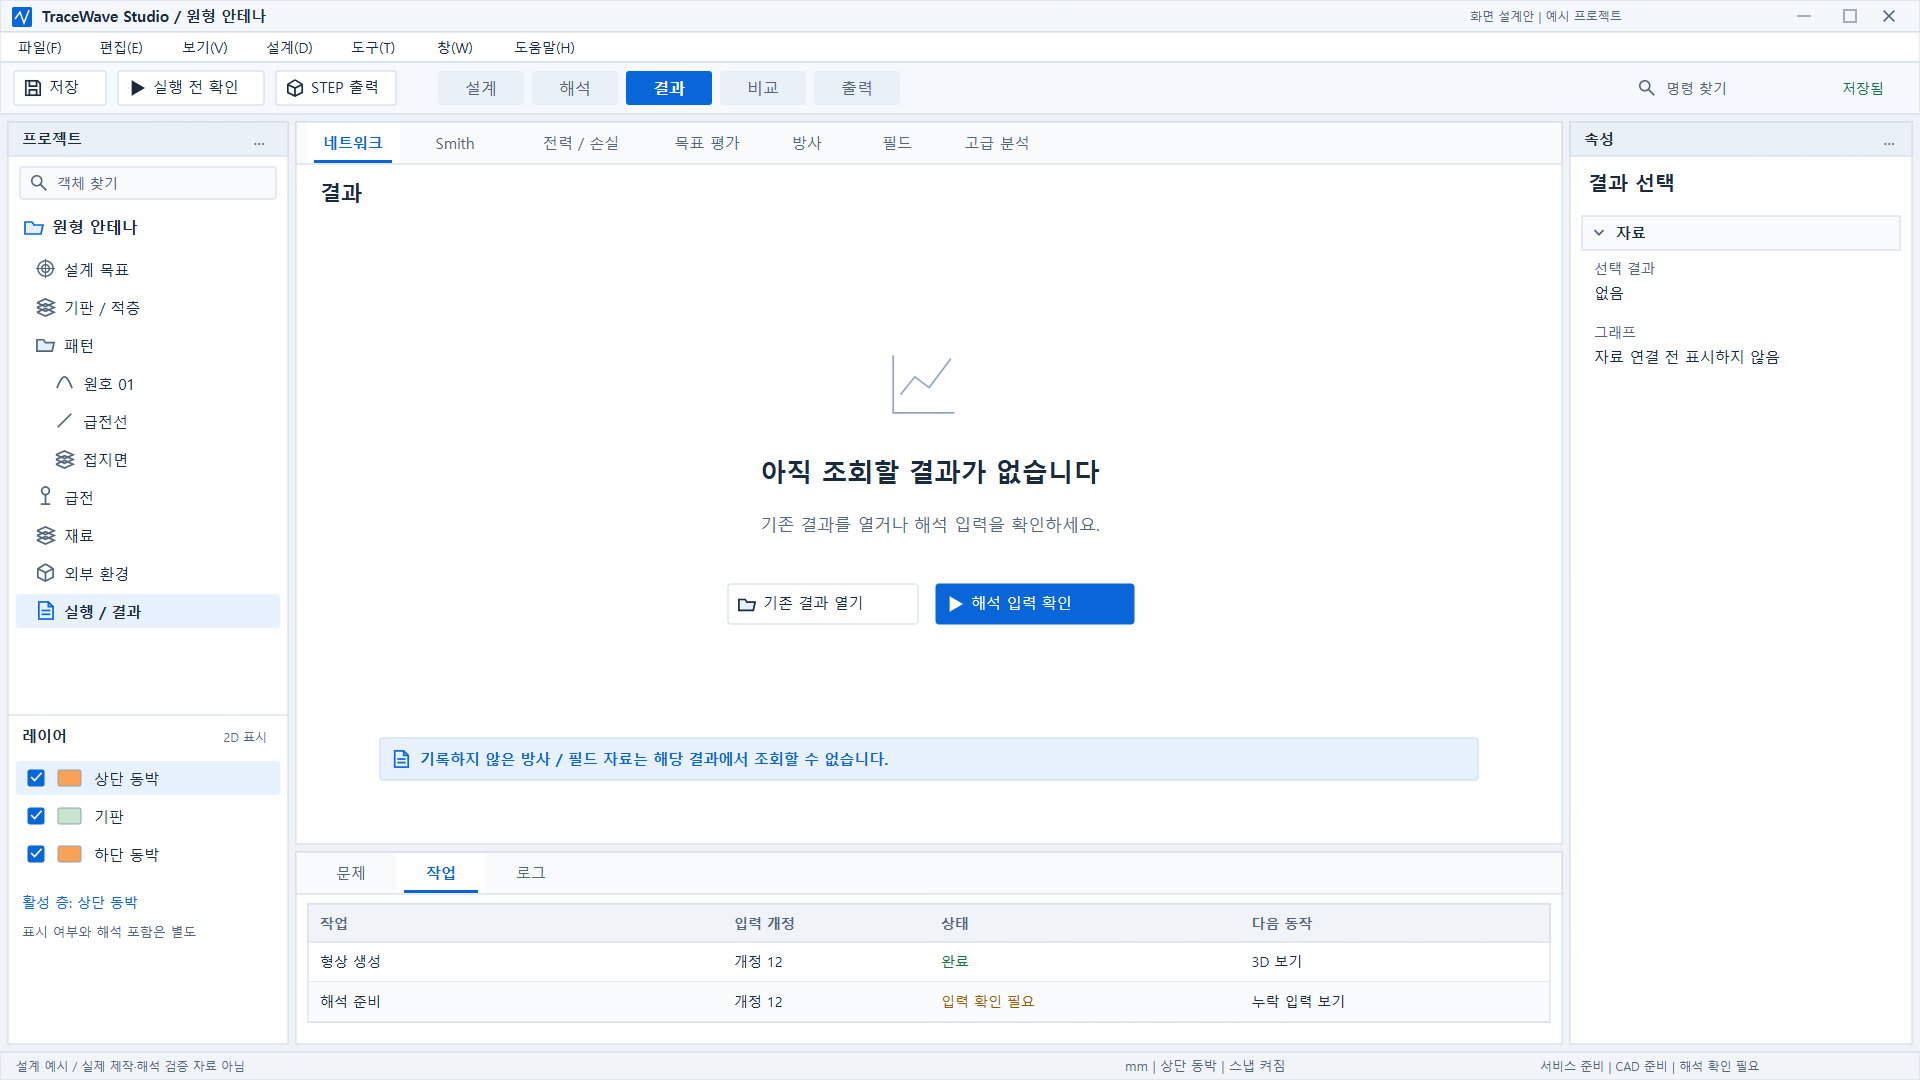 TraceWave Studio / 원형 안테나
화면 설계안 | 예시 프로젝트
파일(F) 편집(E) 보기(V) 설계(D) 도구(T) 창(W) 도움말(H)
저장 실행 전 확인 STEP 출력 설계 해석 결과 비교 출력 명령 찾기 저장됨
프로젝트 ...
객체 찾기
원형 안테나
설계 목표
기판 / 적층
패턴
원호 01
급전선
접지면
급전
재료
외부 환경
실행 / 결과
레이어 2D 표시
상단 동박
기판
하단 동박
활성 층: 상단 동박
표시 여부와 해석 포함은 별도
네트워크 Smith 전력 / 손실 목표 평가 방사 필드 고급 분석
결과
아직 조회할 결과가 없습니다
기존 결과를 열거나 해석 입력을 확인하세요.
기존 결과 열기 해석 입력 확인
기록하지 않은 방사 / 필드 자료는 해당 결과에서 조회할 수 없습니다.
문제 작업 로그
작업 입력 개정 상태 다음 동작
형상 생성 개정 12 완료 3D 보기
해석 준비 개정 12 입력 확인 필요 누락 입력 보기
속성 ...
결과 선택
자료
선택 결과
없음
그래프
자료 연결 전 표시하지 않음
설계 예시 / 실제 제작·해석 검증 자료 아님
mm | 상단 동박 | 스냅 켜짐
서비스 준비 | CAD 준비 | 해석 확인 필요